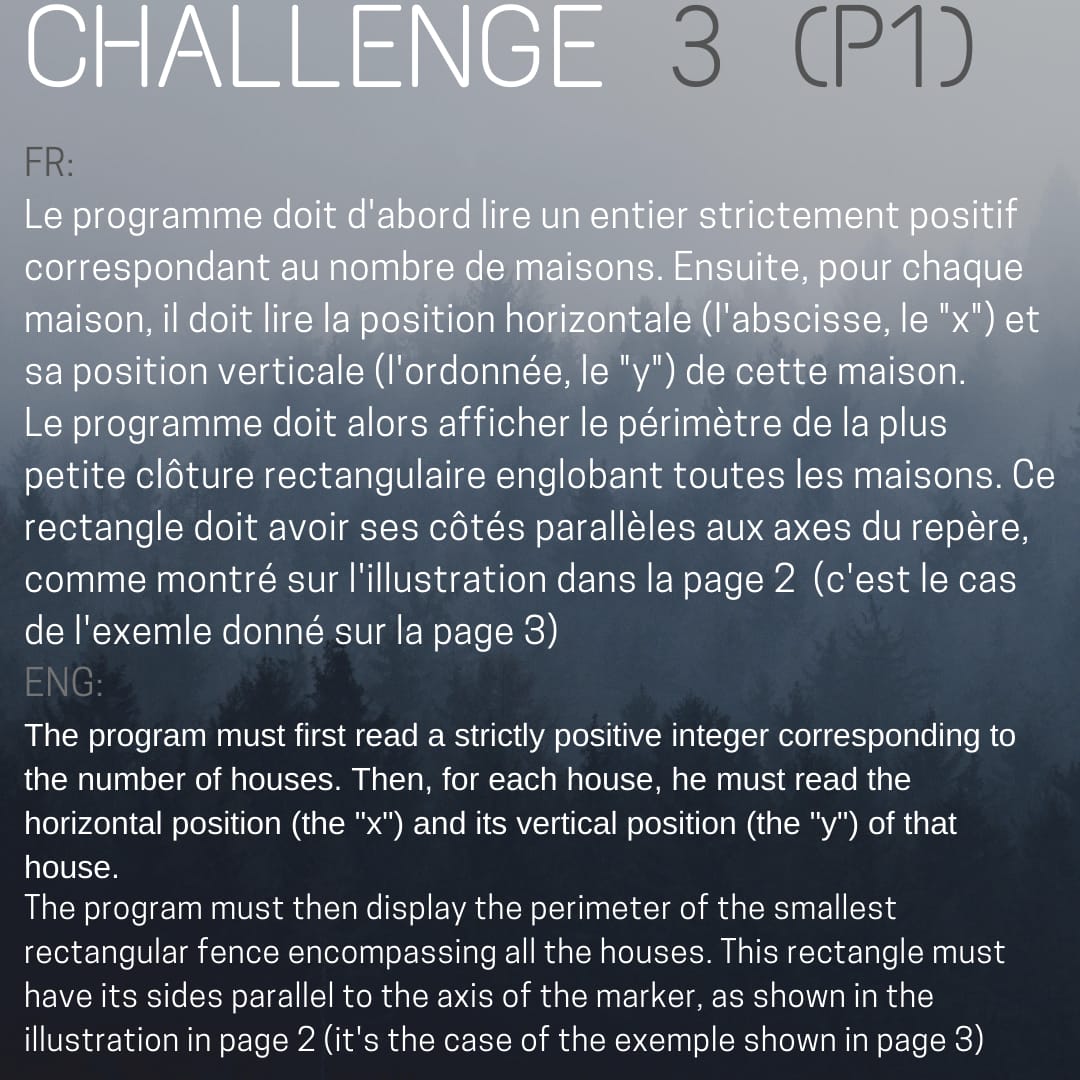 CHALLENGE 3 (P1)
FR:
Le programme doit d'abord lire un entier strictement positif
correspondant au nombre de maisons. Ensuite, pour chaque
maison, il doit lire la position horizontale (l'abscisse, le "x") et
sa position verticale (l'ordonnée, le "y") de cette maison.
Le programme doit alors afficher le périmètre de la plus
petite clôture rectangulaire englobant toutes les maisons. Ce
rectangle doit avoir ses côtés parallèles aux axes du repère,
comme montré sur l'illustration dans la page 2 (c'est le cas
de l'exemle donné sur la page 3)
ENG:
The program must first read a strictly positive integer corresponding to
the number of houses. Then, for each house, he must read the
horizontal position (the "x") and its vertical position (the "y") of that
house.
The program must then display the perimeter of the smallest
rectangular fence encompassing all the houses. This rectangle must
have its sides parallel to the axis of the marker, as shown in the
illustration in page 2 (it's the case of the exemple shown in page 3)